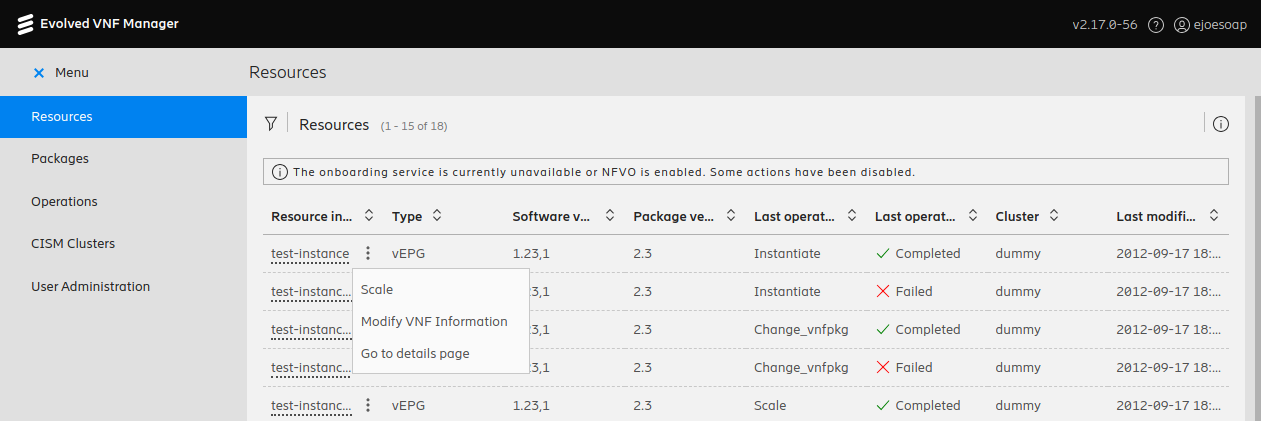 Evolved VNF Manager
v2.17.0-56 ejoesoap
Menu
Resources
Resources
Packages
Operations
CISM Clusters
User Administration
Resources (1 - 15 of 18)
The onboarding service is currently unavailable or NFVO is enabled. Some actions have been disabled.
Resource in... Type Software v... Package ve... Last operat... Last operat... Cluster Last modifi...
test-instance vEPG 1.23,1 2.3 Instantiate Completed dummy 2012-09-17 18:...
test-instanc... 23,1 2.3 Instantiate Failed dummy 2012-09-17 18:...
test-instanc... 23,1 2.3 Change_vnfpkg Completed dummy 2012-09-17 18:...
test-instanc... 23,1 2.3 Change_vnfpkg Failed dummy 2012-09-17 18:...
test-instanc... vEPG 1.23,1 2.3 Scale Completed dummy 2012-09-17 18:...
Scale
Modify VNF Information
Go to details page